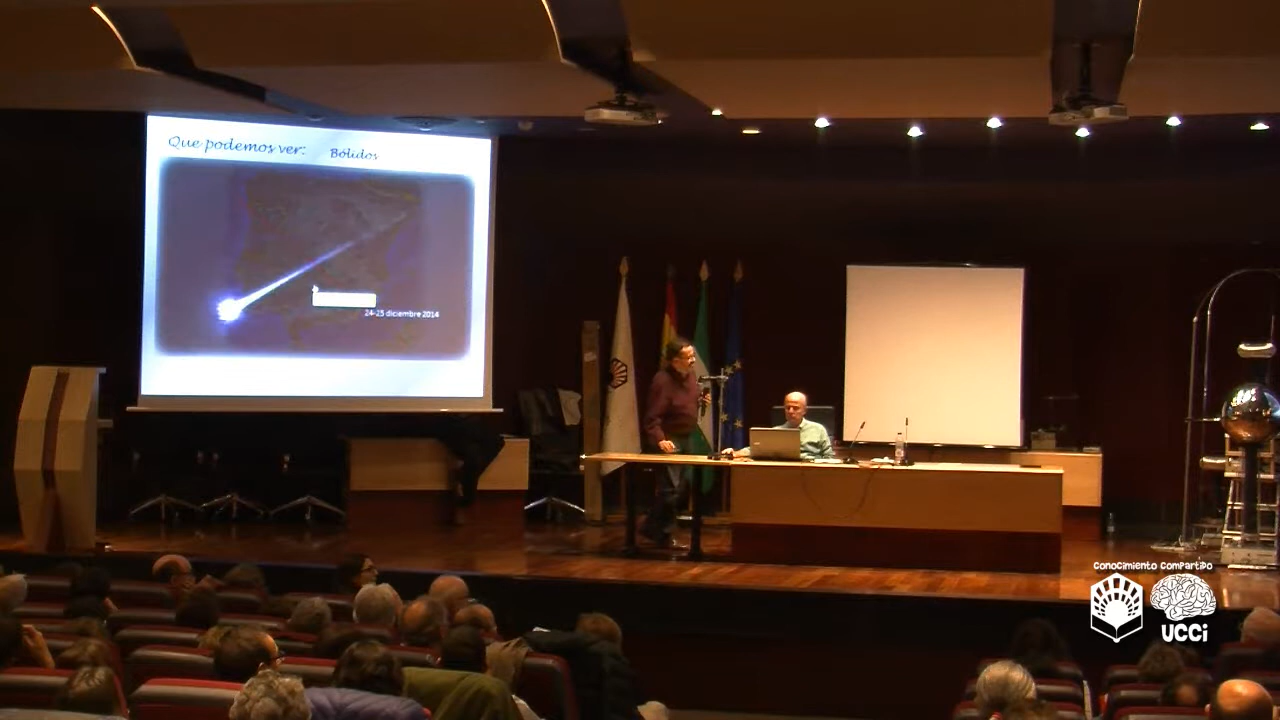 Que podemos ver: Bólidos
24-25 diciembre 2014
conocimiento compartido
UCCi